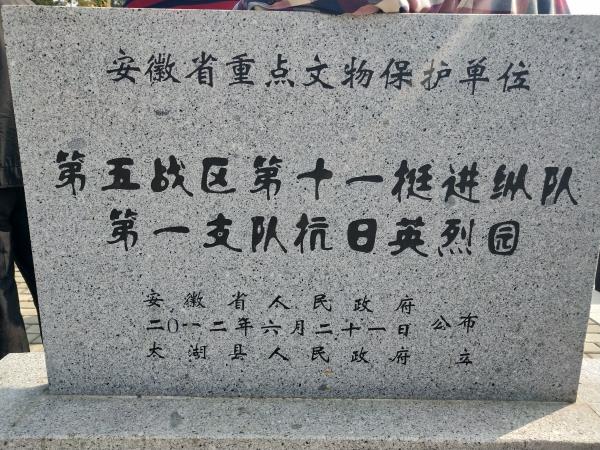 安徽省重点文物保护单位
第五战区第十一挺进纵队
第一支队抗日英烈园
安徽省人民政府
二〇一二年六月二十一日 公布
太湖县人民政府 立